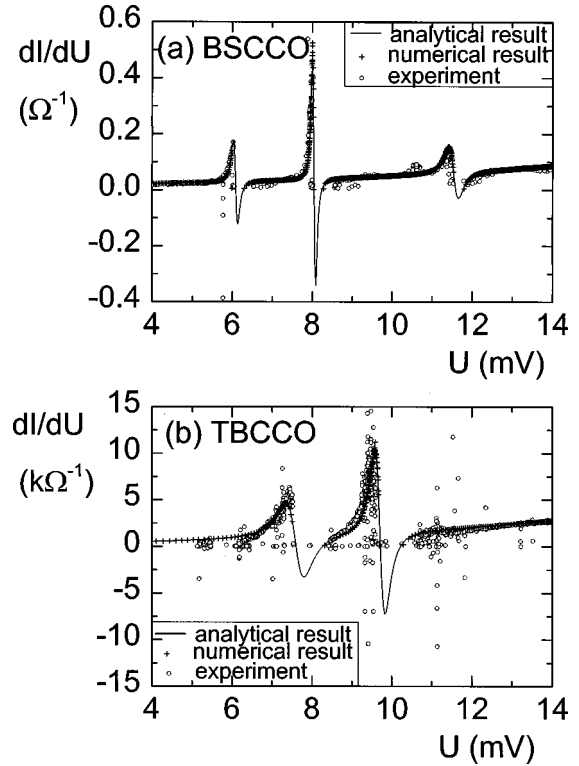 dI/dU
(Ω⁻¹)
(a) BSCCO
analytical result
numerical result
experiment
0.6
0.4
0.2
0.0
-0.2
-0.4
4 6 8 10 12 14
U (mV)
dI/dU
(kΩ⁻¹)
(b) TBCCO
15
10
5
0
-5
-10
-15
analytical result
numerical result
experiment
4 6 8 10 12 14
U (mV)